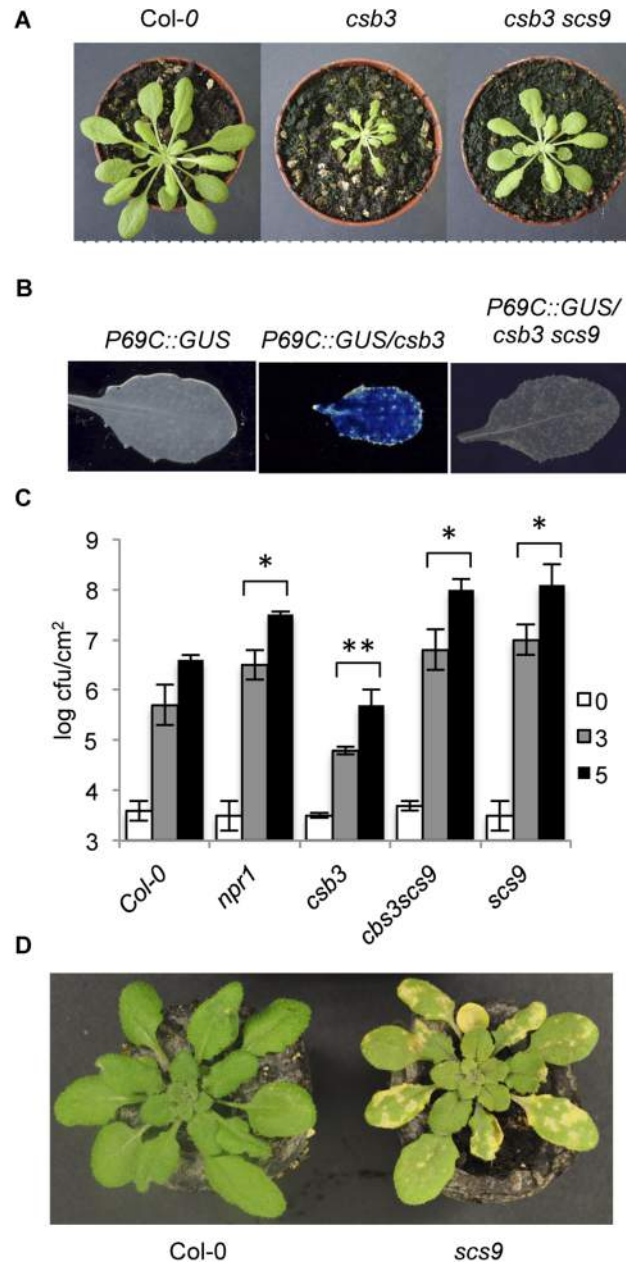 A
Col-0 csb3 csb3 scs9
B
P69C::GUS P69C::GUS/csb3 P69C::GUS/
csb3 scs9
C
9
8
7
6
5
4
3
log cfu/cm²
* ** * *
0
3
5
Col-0 npr1 csb3 cbs3scs9 scs9
D
Col-0 scs9